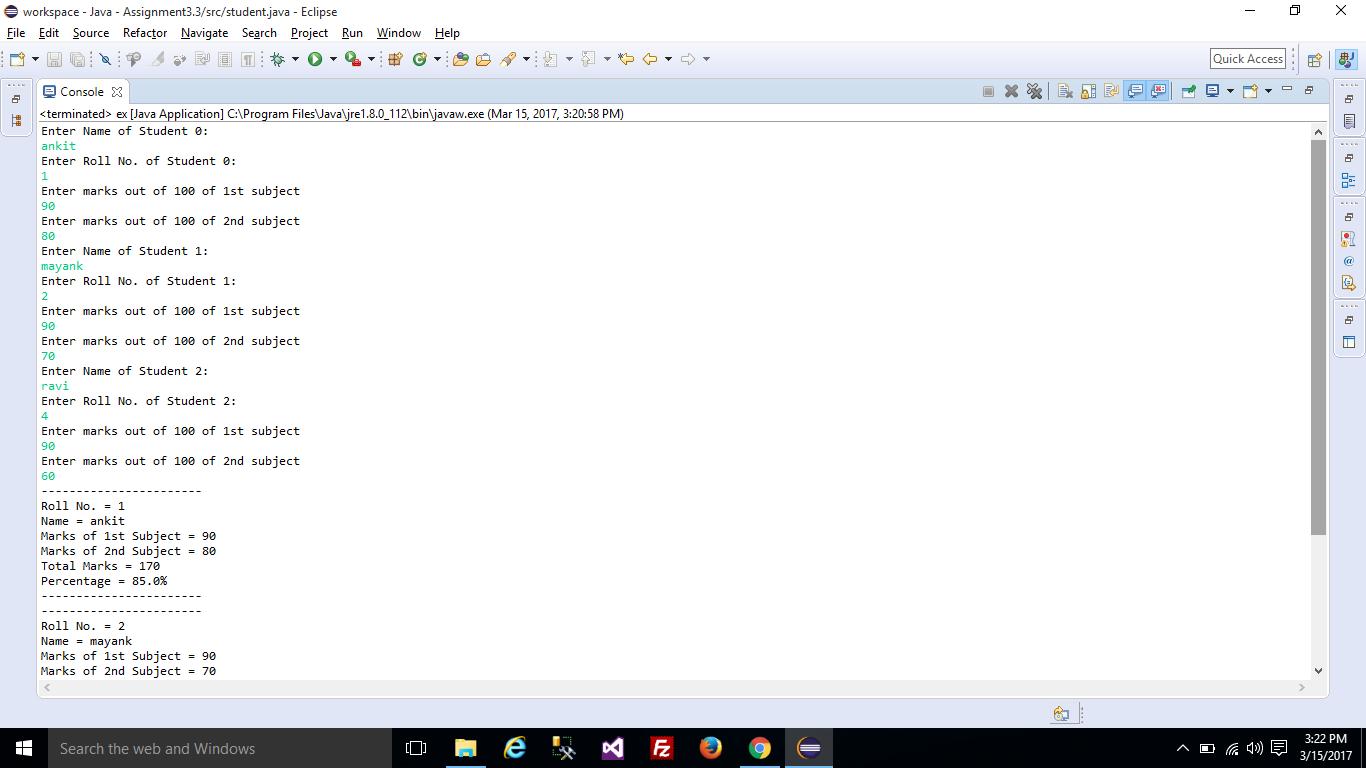 workspace - Java - Assignment3.3/src/student.java - Eclipse
File Edit Source Refactor Navigate Search Project Run Window Help
Quick Access
Console
<terminated> ex [Java Application] C:\Program Files\Java\jre1.8.0_112\bin\javaw.exe (Mar 15, 2017, 3:20:58 PM)
Enter Name of Student 0:
ankit
Enter Roll No. of Student 0:
1
Enter marks out of 100 of 1st subject
90
Enter marks out of 100 of 2nd subject
80
Enter Name of Student 1:
mayank
Enter Roll No. of Student 1:
2
Enter marks out of 100 of 1st subject
90
Enter marks out of 100 of 2nd subject
70
Enter Name of Student 2:
ravi
Enter Roll No. of Student 2:
4
Enter marks out of 100 of 1st subject
90
Enter marks out of 100 of 2nd subject
60
-----------------------
Roll No. = 1
Name = ankit
Marks of 1st Subject = 90
Marks of 2nd Subject = 80
Total Marks = 170
Percentage = 85.0%
-----------------------
-----------------------
Roll No. = 2
Name = mayank
Marks of 1st Subject = 90
Marks of 2nd Subject = 70
Search the web and Windows
3:22 PM
3/15/2017